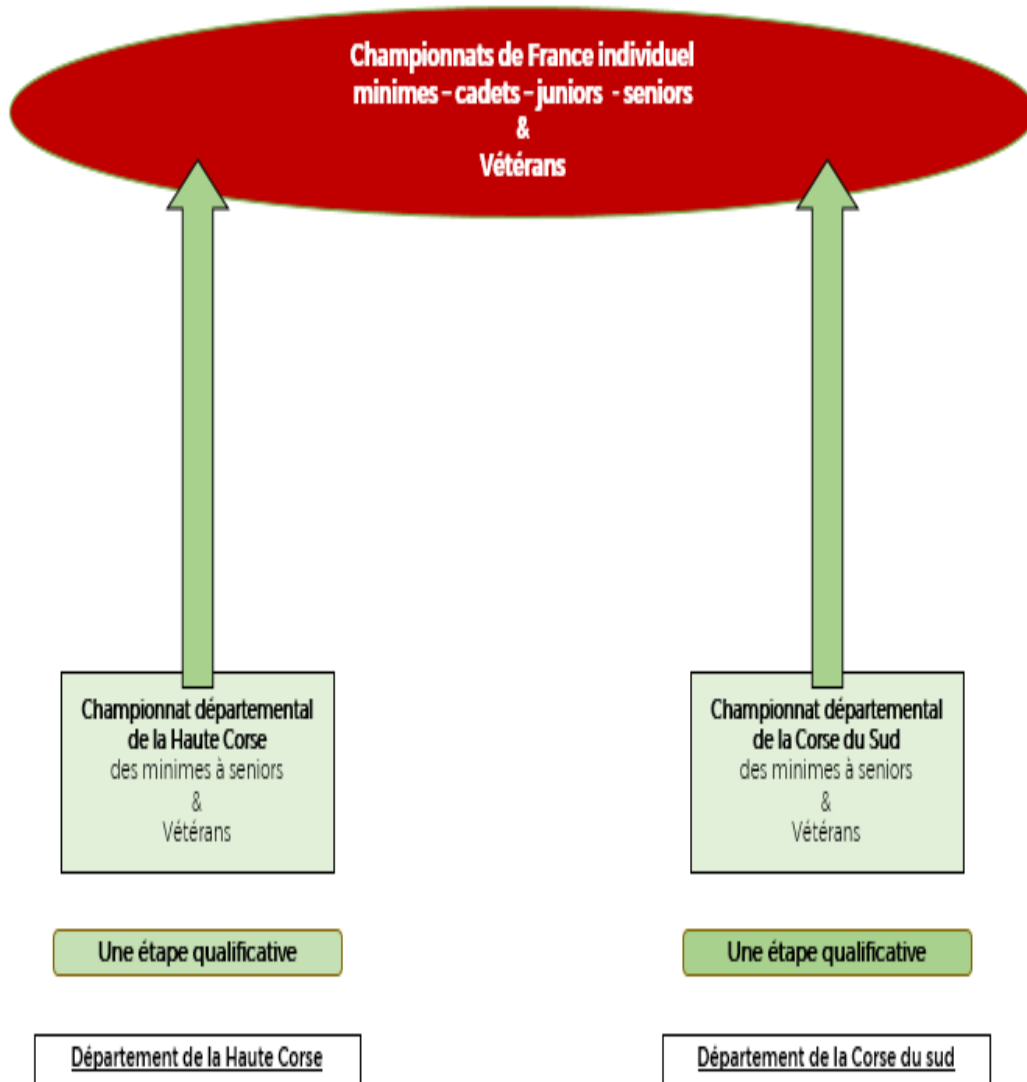 Championnats de France individuel
minimes – cadets – juniors - seniors
&
Vétérans
Championnat départemental
de la Haute Corse
des minimes à seniors
&
Vétérans
Championnat départemental
de la Corse du Sud
des minimes à seniors
&
Vétérans
Une étape qualificative
Une étape qualificative
Département de la Haute Corse
Département de la Corse du sud